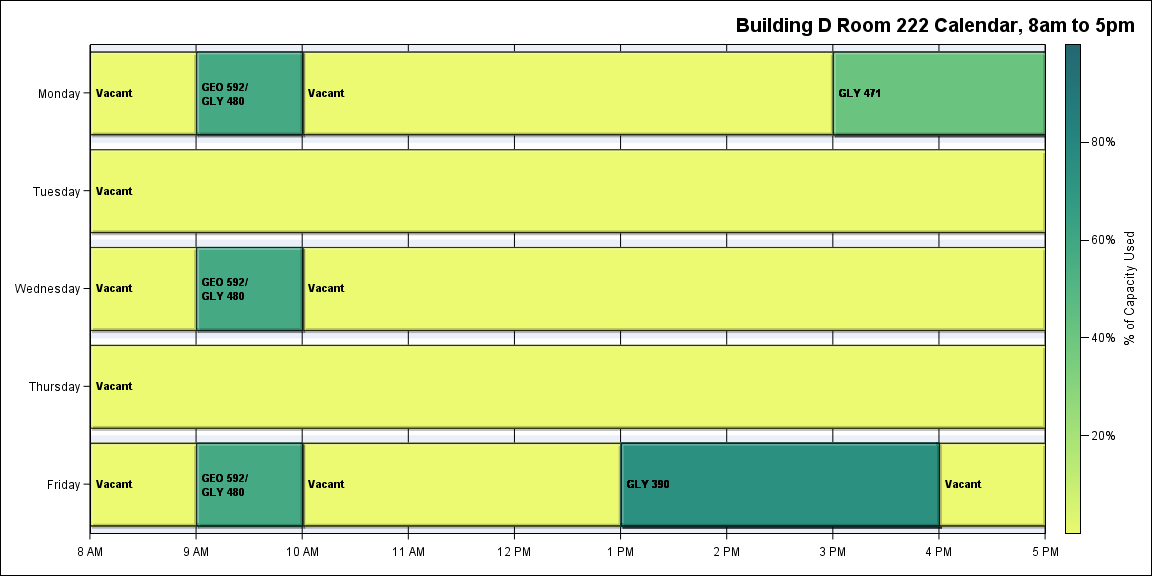 Building D Room 222 Calendar, 8am to 5pm
Monday
Vacant
GEO 592/
GLY 480
Vacant
GLY 471
Tuesday
Vacant
Wednesday
Vacant
GEO 592/
GLY 480
Vacant
Thursday
Vacant
Friday
Vacant
GEO 592/
GLY 480
Vacant
GLY 390
Vacant
8 AM
9 AM
10 AM
11 AM
12 PM
1 PM
2 PM
3 PM
4 PM
5 PM
80%
60%
40%
20%
% of Capacity Used